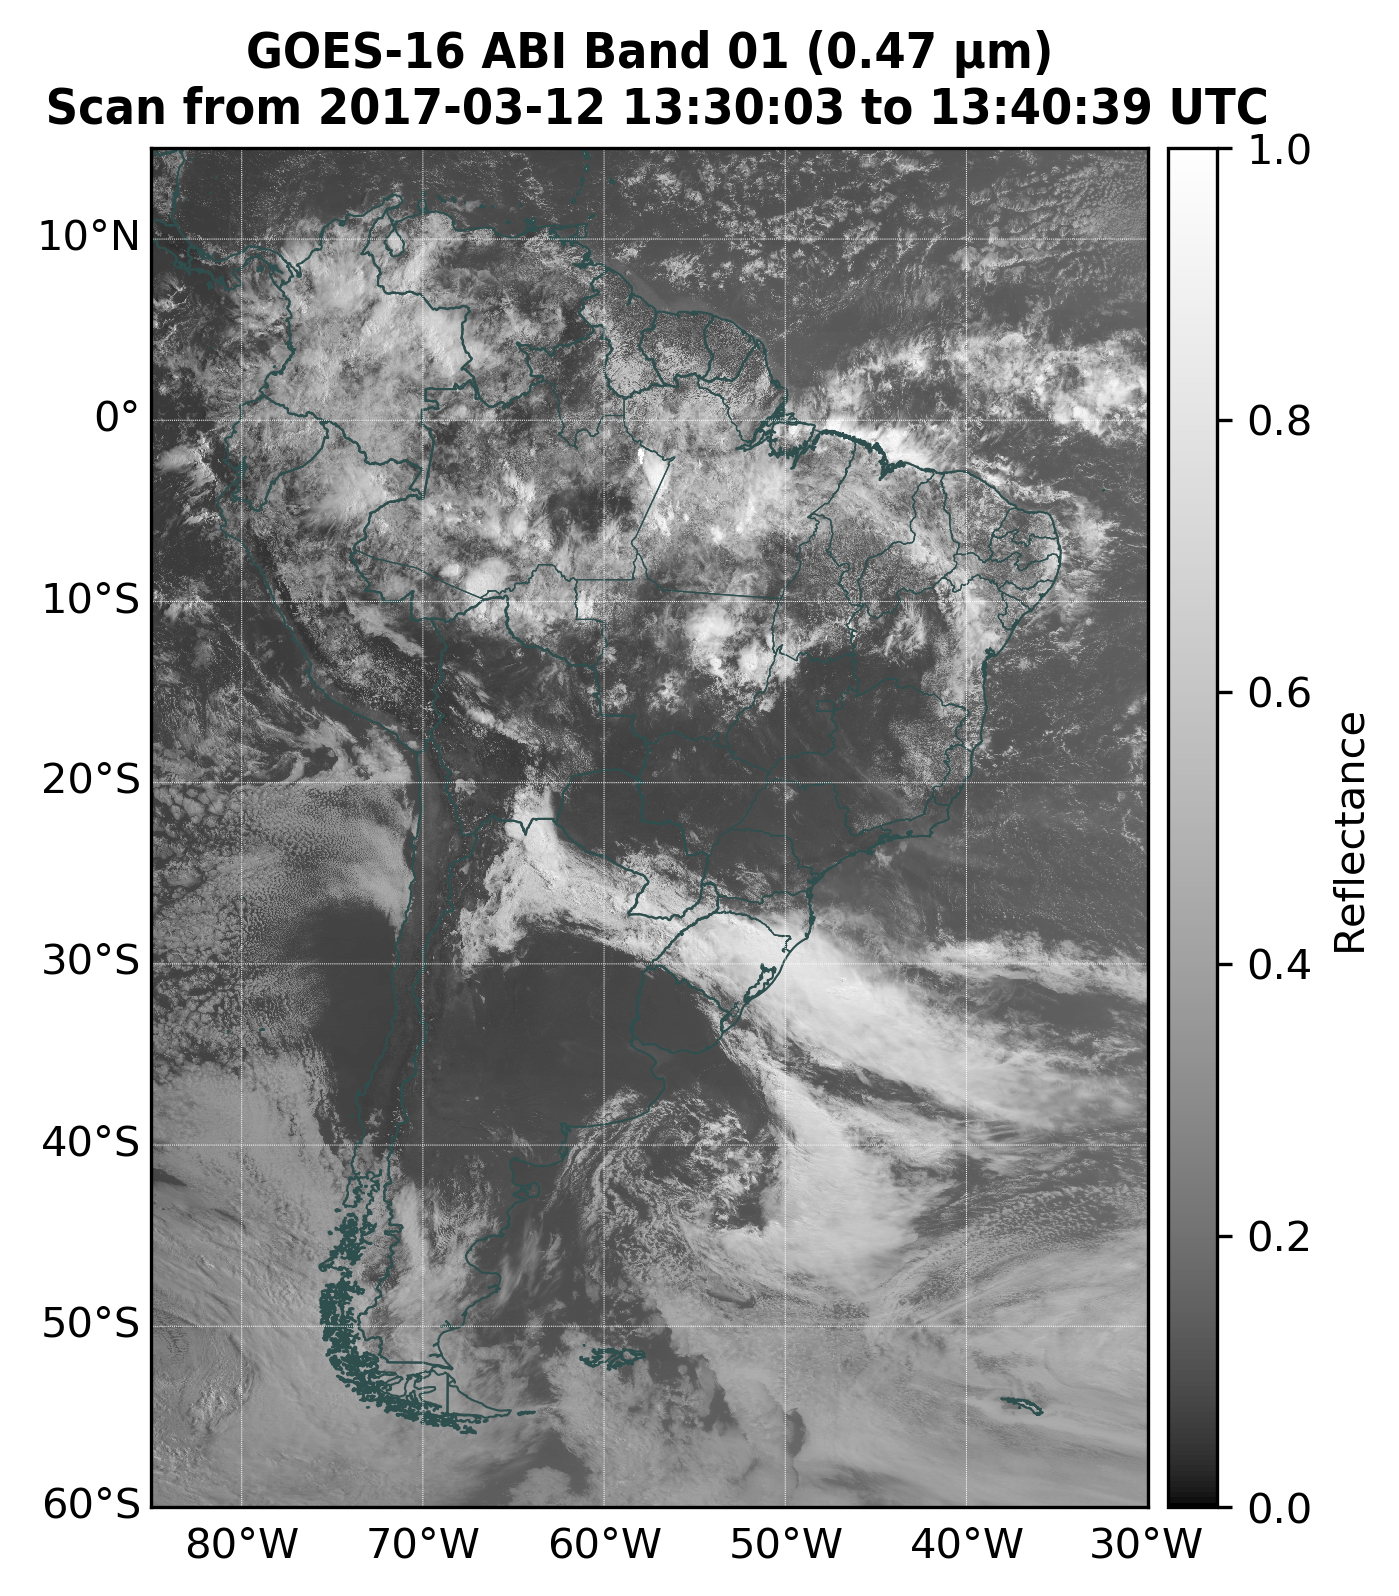 GOES-16 ABI Band 01 (0.47 µm)
Scan from 2017-03-12 13:30:03 to 13:40:39 UTC
10°N
0°
10°S
20°S
30°S
40°S
50°S
60°S
80°W
70°W
60°W
50°W
40°W
30°W
1.0
0.8
0.6
0.4
0.2
0.0
Reflectance